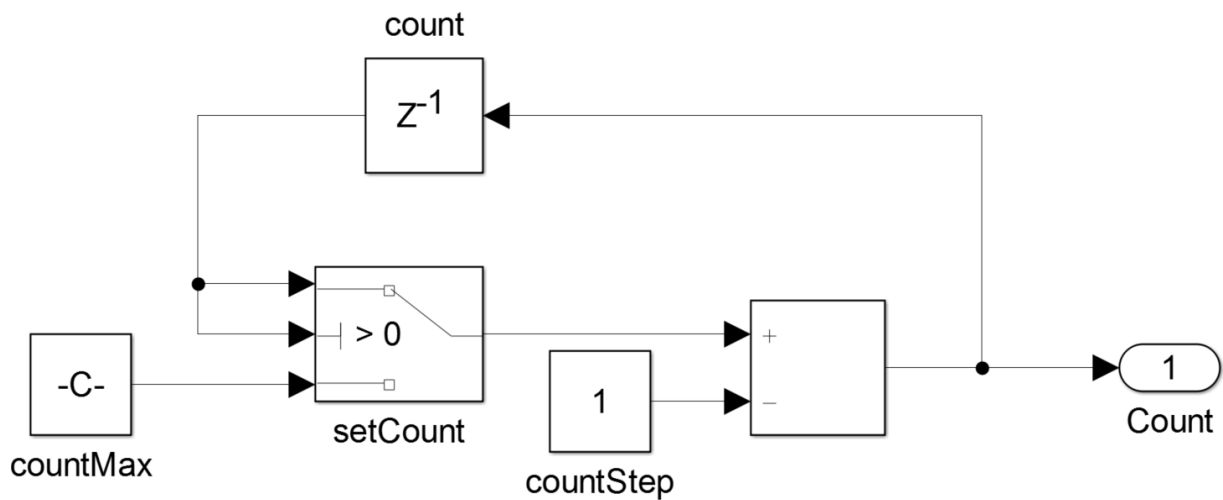 count
Z-1
> 0
+
-C-
1
1
−
setCount
Count
countMax
countStep